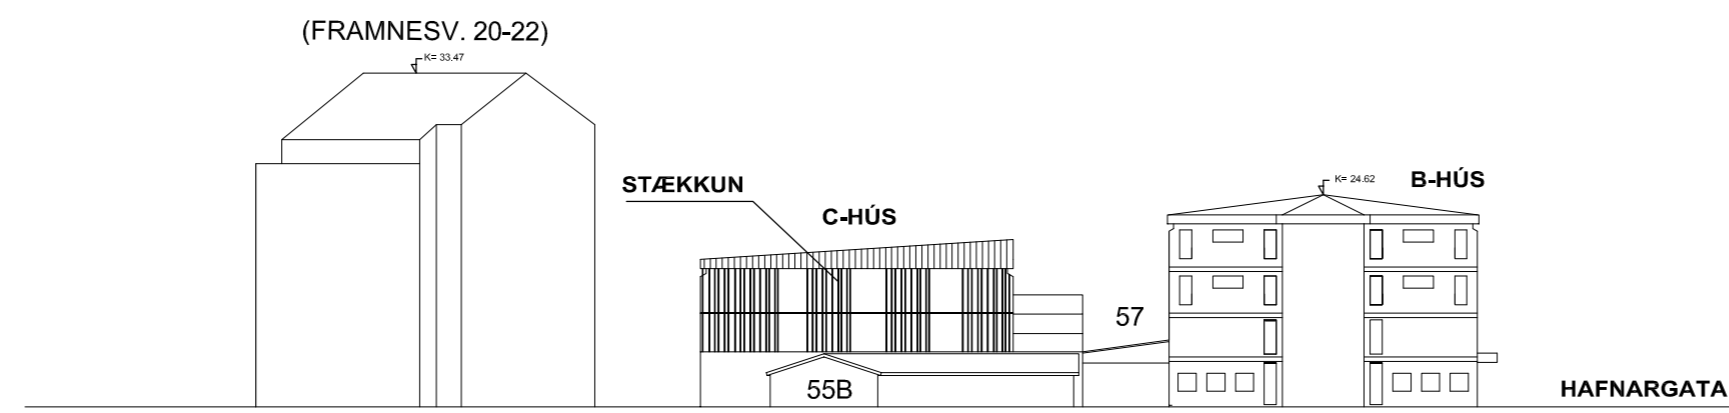 (FRAMNESV. 20-22)
K= 33.47
STÆKKUN
C-HÚS
K= 24.62
B-HÚS
57
55B
HAFNARGATA